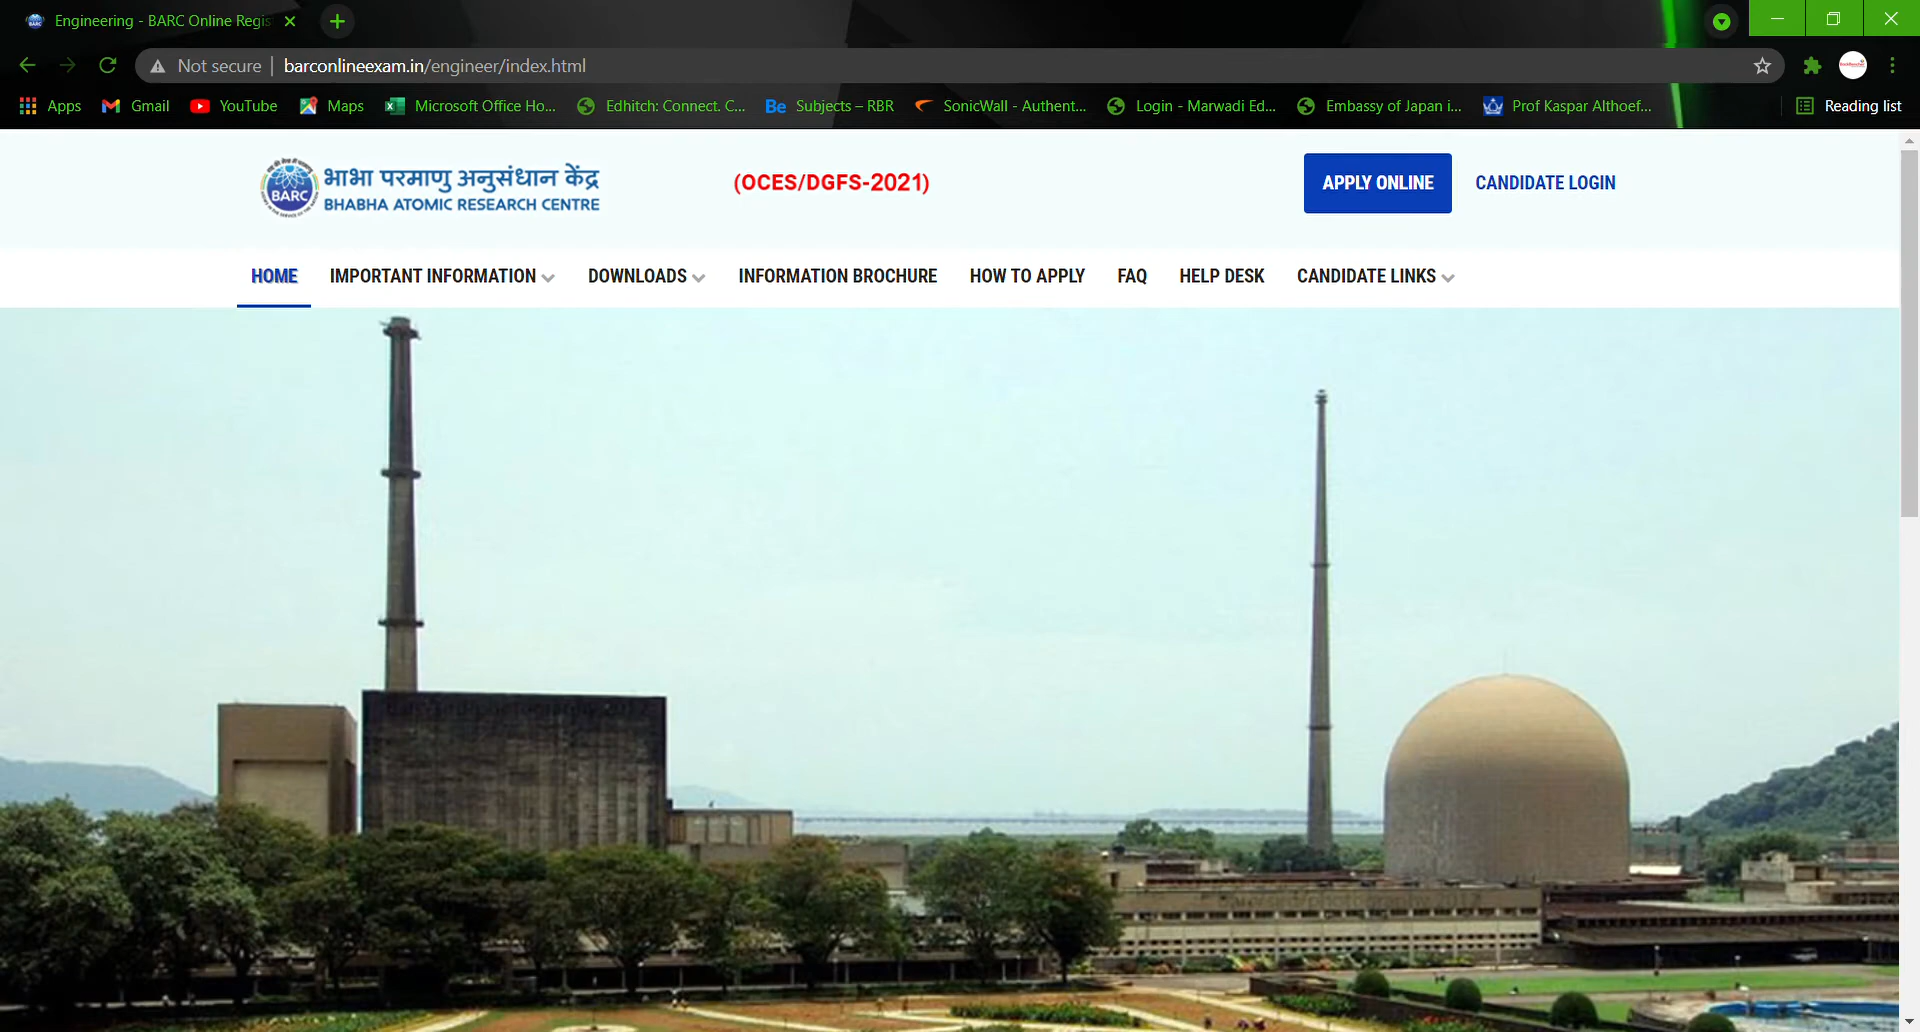 Engineering - BARC Online Regis
Not secure
barconlineexam.in/engineer/index.html
Apps
Gmail
YouTube
Maps
Microsoft Office Ho...
Edhitch: Connect. C...
Be Subjects – RBR
SonicWall - Authent...
Login - Marwadi Ed...
Embassy of Japan i...
Prof Kaspar Althoef...
Reading list
BARC
भाभा परमाणु अनुसंधान केंद्र
BHABHA ATOMIC RESEARCH CENTRE
(OCES/DGFS-2021)
APPLY ONLINE
CANDIDATE LOGIN
HOME
IMPORTANT INFORMATION
DOWNLOADS
INFORMATION BROCHURE
HOW TO APPLY
FAQ
HELP DESK
CANDIDATE LINKS